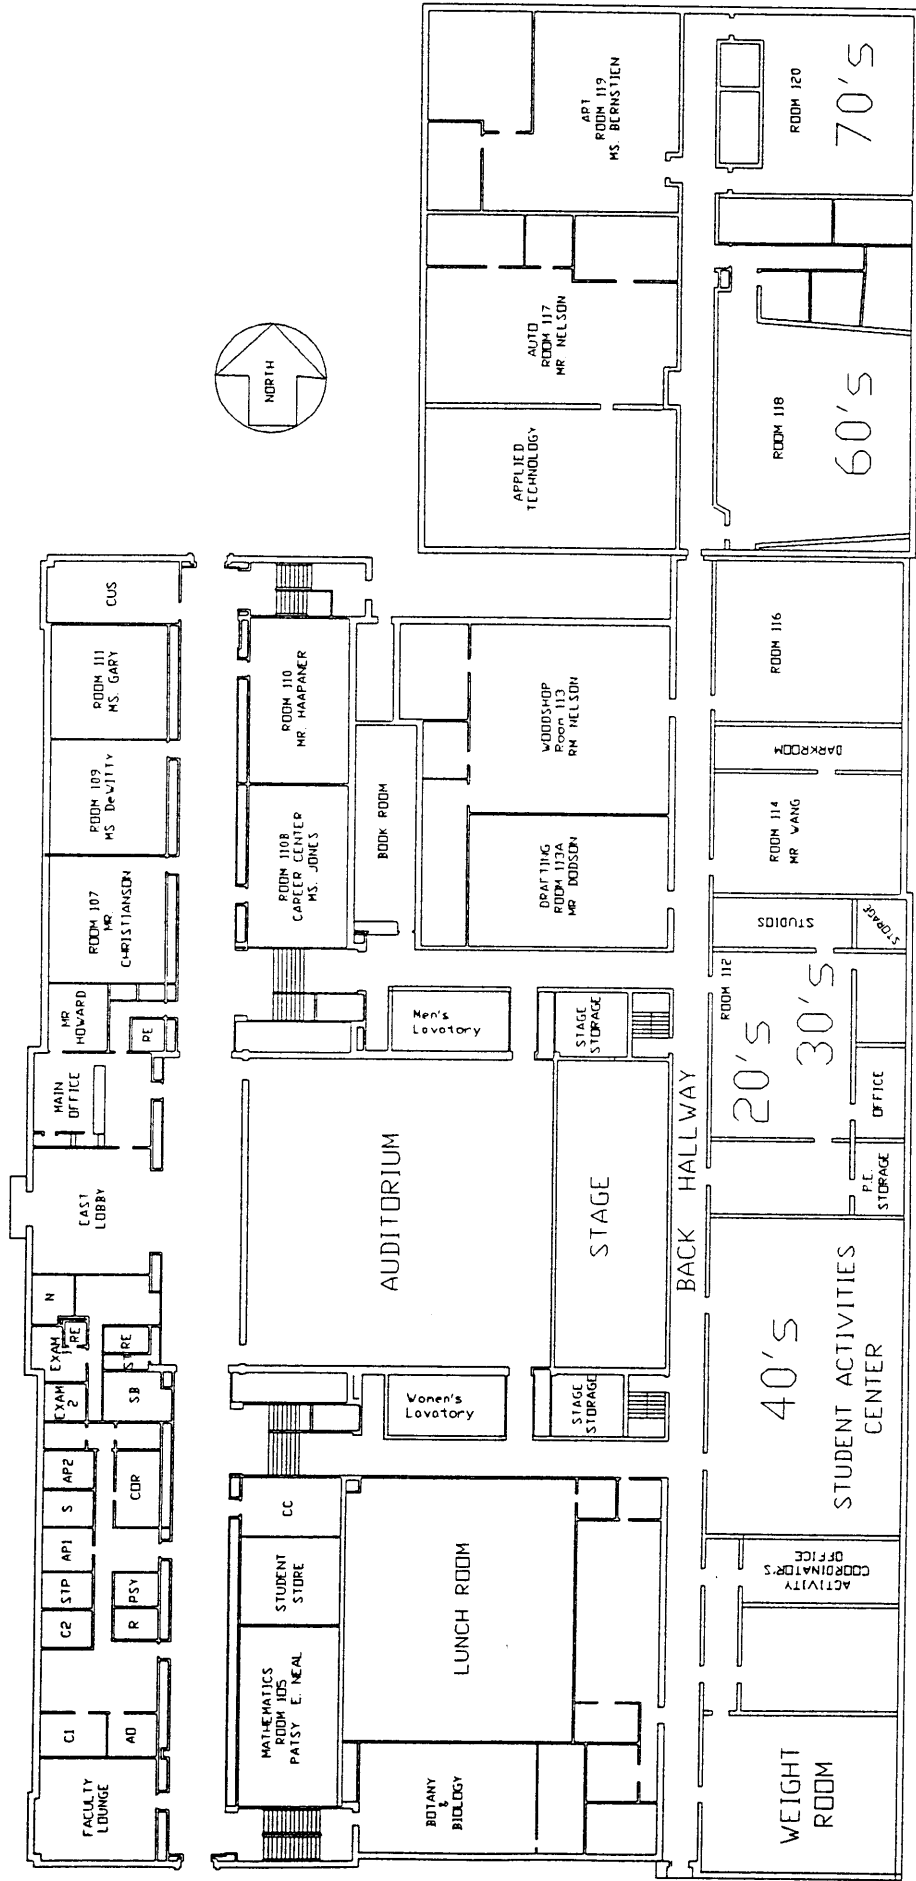 FACULTY
LOUNGE
C1
AD
C2
STP
AP1
S
AP2
R
PSY
COR
EXAM
2
EXAM
1
RE
N
SB
ST
RE
EAST
LOBBY
MAIN
OFFICE
MR
HOWARD
RE
ROOM 107
MR
CHRISTIANSON
ROOM 109
MS DeWITTY
ROOM 111
MS. GARY
CUS
MATHEMATICS
ROOM 105
PATSY E. NEAL
STUDENT
STORE
CC
ROOM 110B
CAREER CENTER
MS. JONES
ROOM 110
MR. HAAPANER
NORTH
BOTANY
&
BIOLOGY
LUNCH ROOM
Women's
Lavatory
STAGE
STORAGE
AUDITORIUM
STAGE
Men's
Lavatory
STAGE
STORAGE
BOOK ROOM
DRAFTING
ROOM 113A
MR DODSON
WOODSHOP
Room 113
RM NELSON
APPLIED
TECHNOLOGY
AUTO
ROOM 117
MR NELSON
ART
ROOM 119
MS. BERNSTIEN
BACK HALLWAY
WEIGHT
ROOM
ACTIVITY
COORDINATOR'S
OFFICE
40'S
STUDENT ACTIVITIES
CENTER
P.E.
STORAGE
OFFICE
ROOM 112
20'S
30'S
STUDIOS
STORAGE
ROOM 114
MR WANG
DARKROOM
ROOM 116
ROOM 118
60'S
ROOM 120
70'S